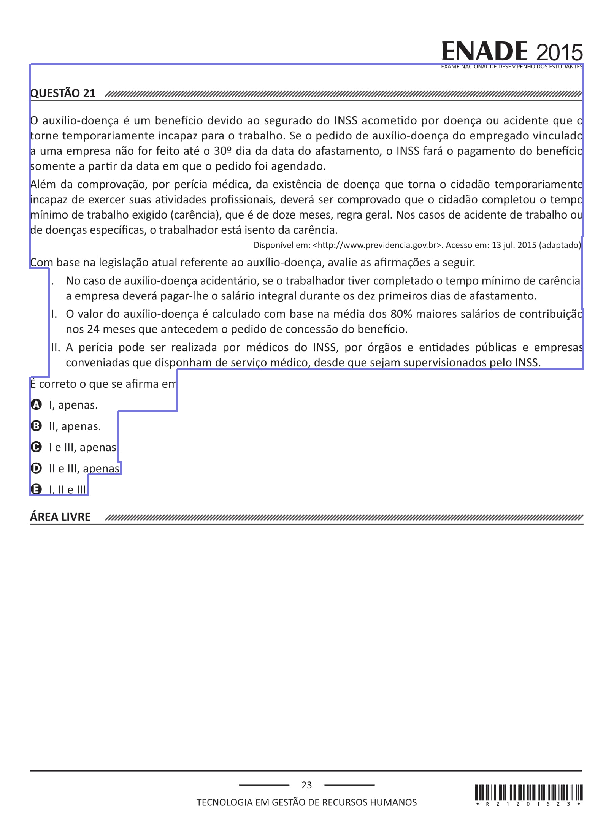 ENADE 2015
EXAME NACIONAL DE DESEMPENHO DOS ESTUDANTES
QUESTÃO 21
O auxílio-doença é um benefício devido ao segurado do INSS acometido por doença ou acidente que o
torne temporariamente incapaz para o trabalho. Se o pedido de auxílio-doença do empregado vinculado
a uma empresa não for feito até o 30º dia da data do afastamento, o INSS fará o pagamento do benefício
somente a partir da data em que o pedido foi agendado.
Além da comprovação, por perícia médica, da existência de doença que torna o cidadão temporariamente
incapaz de exercer suas atividades profissionais, deverá ser comprovado que o cidadão completou o tempo
mínimo de trabalho exigido (carência), que é de doze meses, regra geral. Nos casos de acidente de trabalho ou
de doenças específicas, o trabalhador está isento da carência.
Disponível em: <http://www.previdencia.gov.br>. Acesso em: 13 jul. 2015 (adaptado)
Com base na legislação atual referente ao auxílio-doença, avalie as afirmações a seguir.
. No caso de auxílio-doença acidentário, se o trabalhador tiver completado o tempo mínimo de carência
a empresa deverá pagar-lhe o salário integral durante os dez primeiros dias de afastamento.
I. O valor do auxílio-doença é calculado com base na média dos 80% maiores salários de contribuição
nos 24 meses que antecedem o pedido de concessão do benefício.
II. A perícia pode ser realizada por médicos do INSS, por órgãos e entidades públicas e empresas
conveniadas que disponham de serviço médico, desde que sejam supervisionados pelo INSS.
É correto o que se afirma em
A I, apenas.
B II, apenas.
C I e III, apenas
D II e III, apenas
E I, II e III
ÁREA LIVRE
23
TECNOLOGIA EM GESTÃO DE RECURSOS HUMANOS
*R21201523*